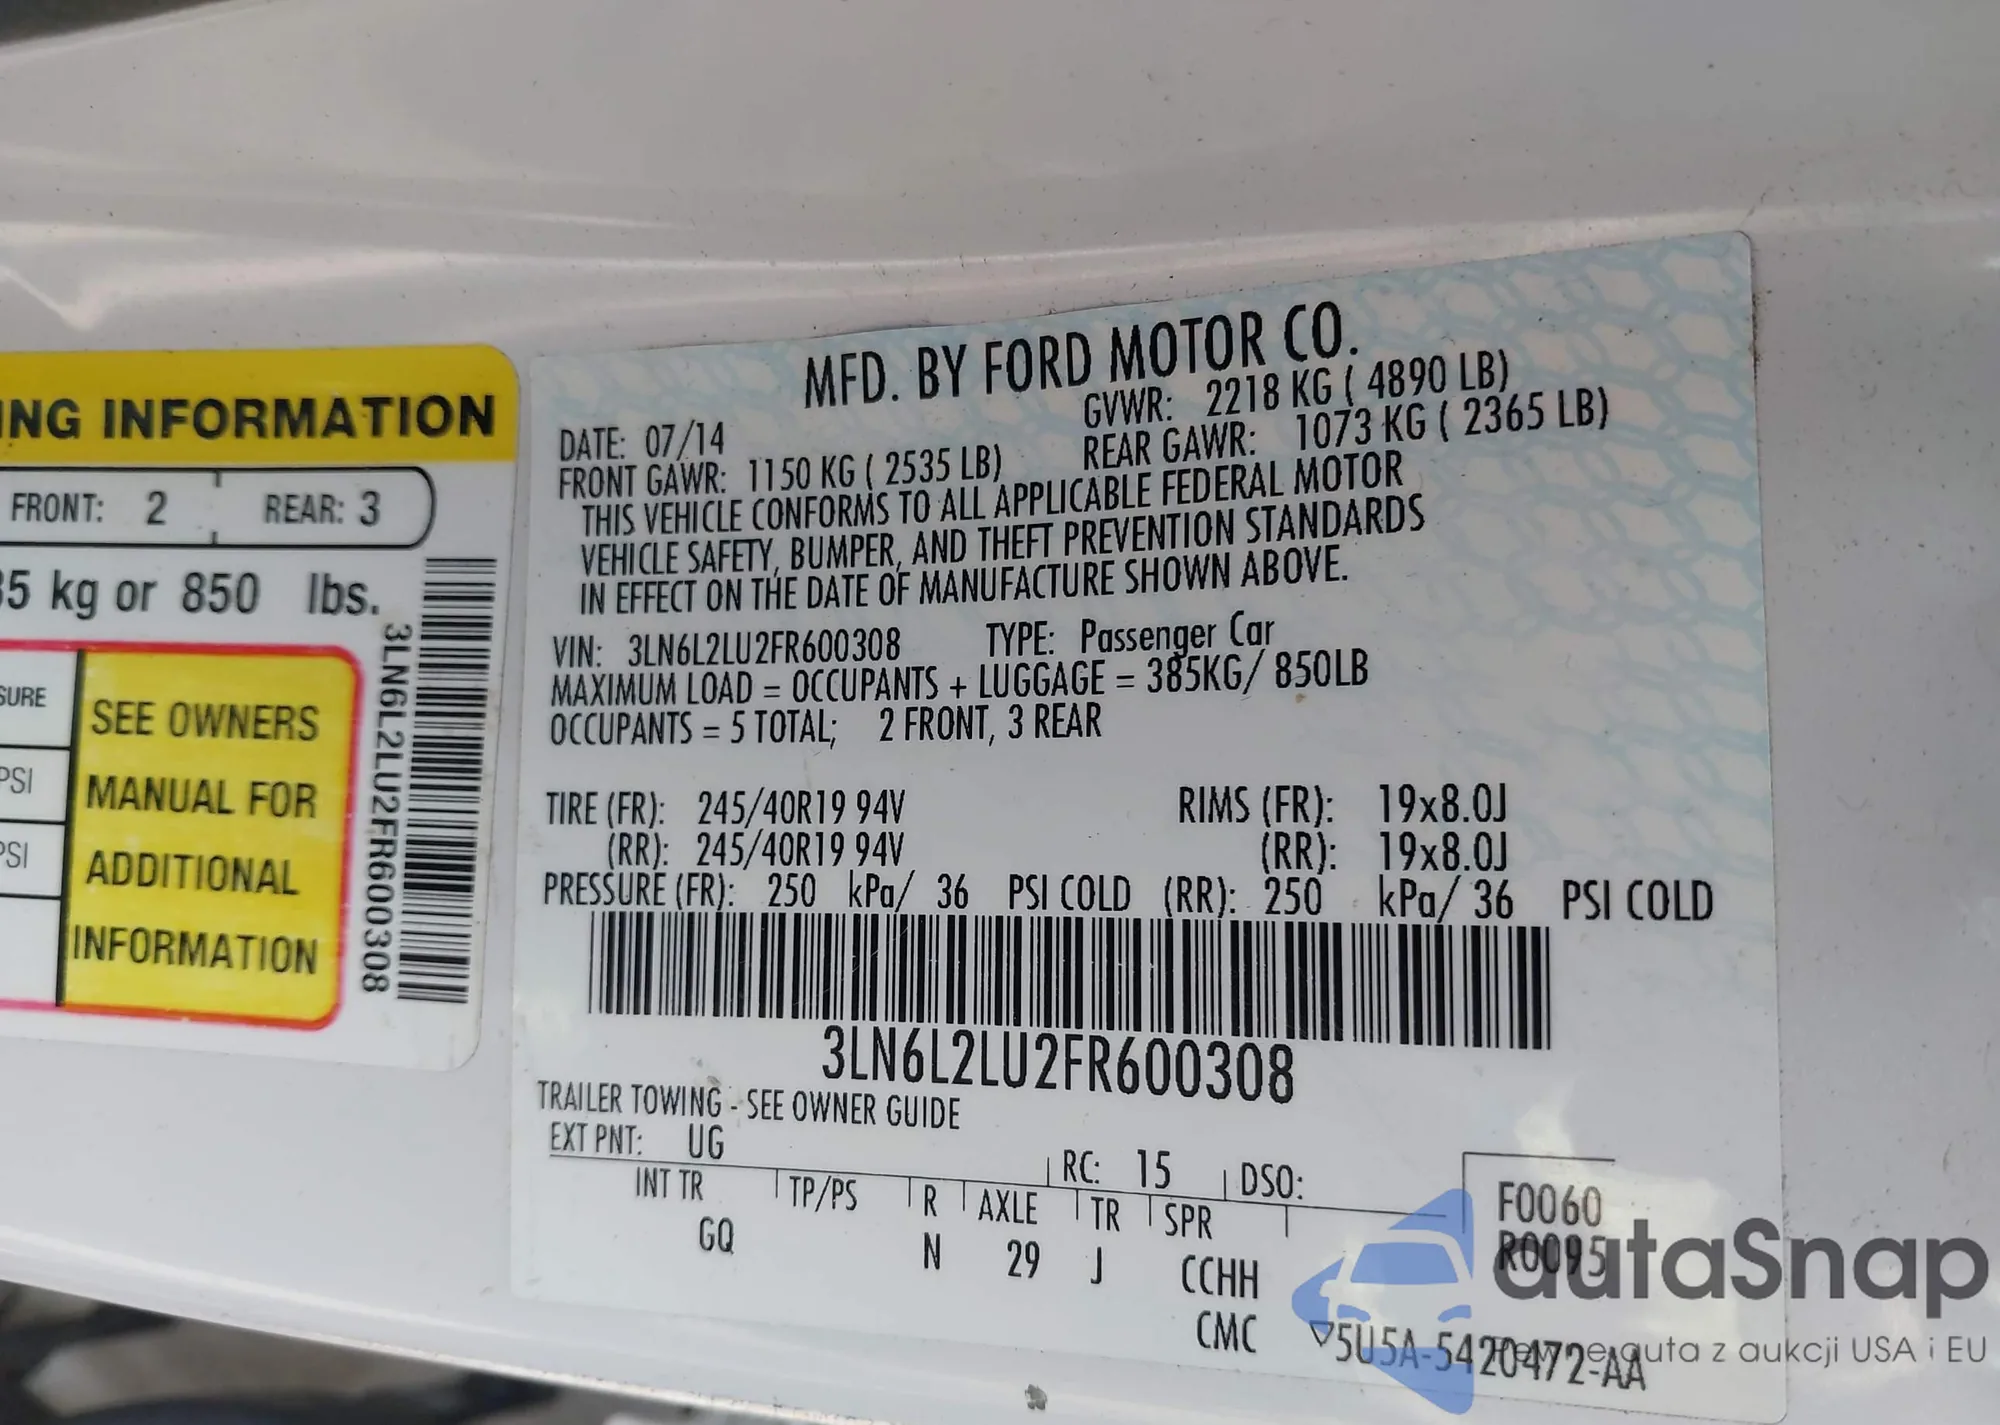 ING INFORMATION
FRONT: 2 REAR: 3
5 kg or 850 lbs.
SURE
PSI
PSI
SEE OWNERS
MANUAL FOR
ADDITIONAL
INFORMATION
3LN6L2LU2FR600308
MFD. BY FORD MOTOR CO.
DATE: 07/14 GVWR: 2218 KG ( 4890 LB)
FRONT GAWR: 1150 KG ( 2535 LB) REAR GAWR: 1073 KG ( 2365 LB)
THIS VEHICLE CONFORMS TO ALL APPLICABLE FEDERAL MOTOR
VEHICLE SAFETY, BUMPER, AND THEFT PREVENTION STANDARDS
IN EFFECT ON THE DATE OF MANUFACTURE SHOWN ABOVE.
VIN: 3LN6L2LU2FR600308 TYPE: Passenger Car
MAXIMUM LOAD = OCCUPANTS + LUGGAGE = 385KG/ 850LB
OCCUPANTS = 5 TOTAL; 2 FRONT, 3 REAR
TIRE (FR): 245/40R19 94V RIMS (FR): 19x8.0J
(RR): 245/40R19 94V (RR): 19x8.0J
PRESSURE (FR): 250 kPa/ 36 PSI COLD (RR): 250 kPa/ 36 PSI COLD
3LN6L2LU2FR600308
TRAILER TOWING - SEE OWNER GUIDE
EXT PNT: UG RC: 15 DSO:
INT TR TP/PS R AXLE TR SPR
GQ N 29 J CCHH
CMC
F0060
R0095
5U5A-5420472-AA
autaSnap
auta z aukcji USA i EU